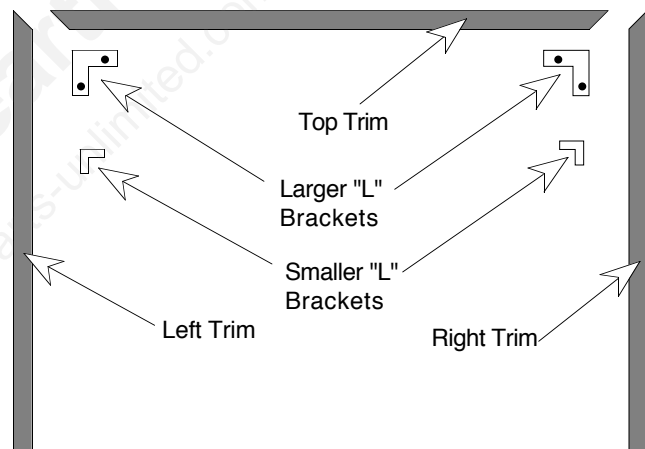 Top Trim
Larger "L"
Brackets
Smaller "L"
Brackets
Left Trim
Right Trim